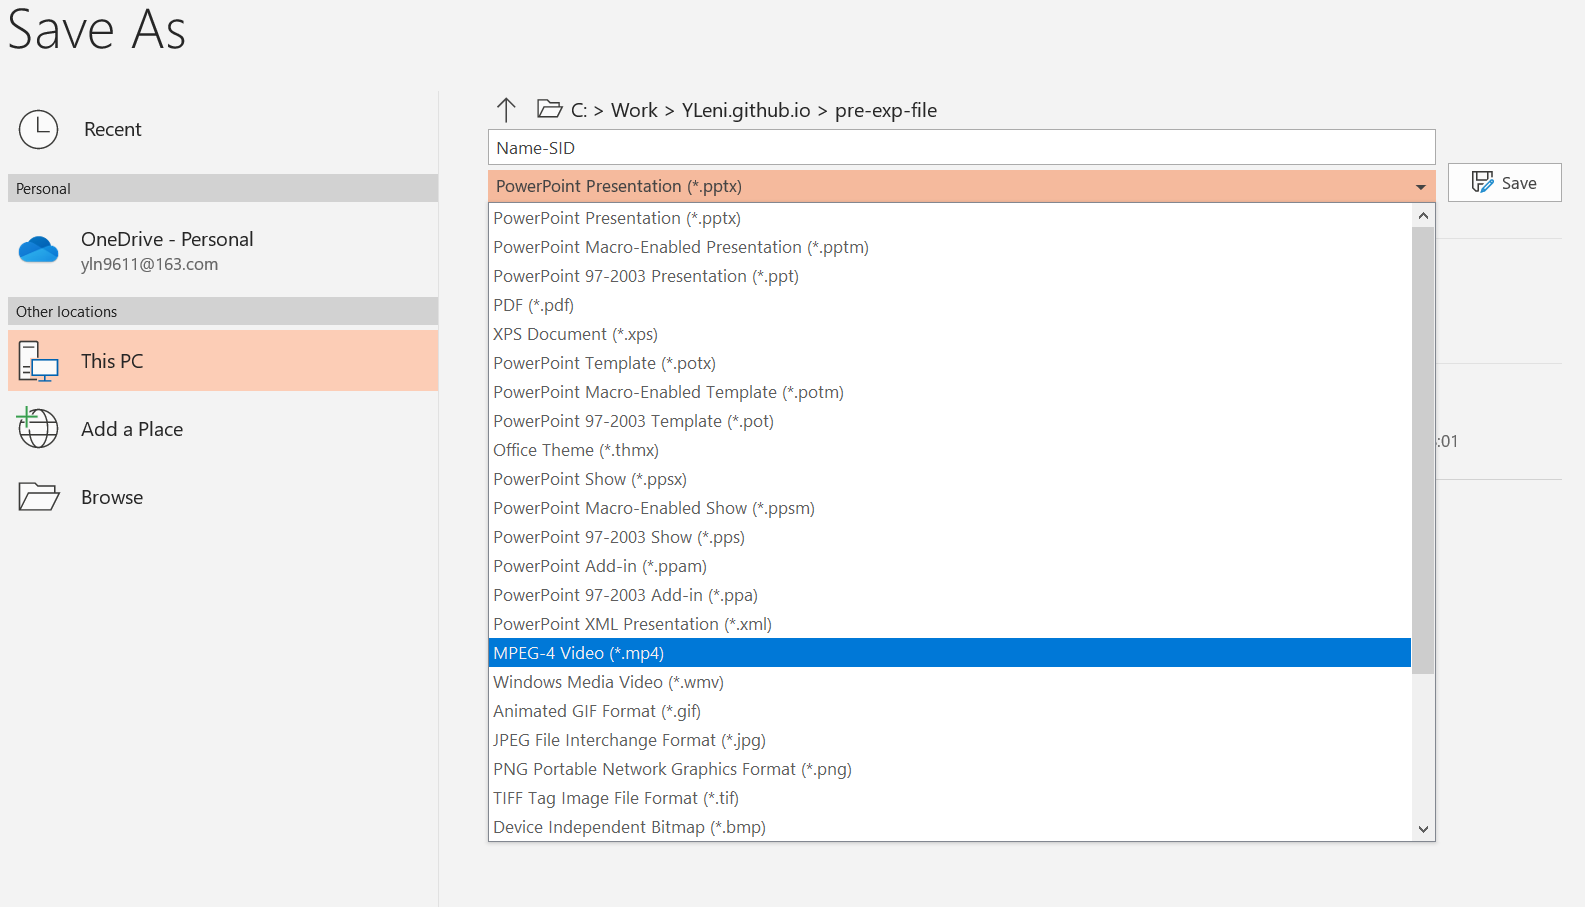 Save As
Recent
Personal
OneDrive - Personal
yln9611@163.com
Other locations
This PC
Add a Place
Browse
C: > Work > YLeni.github.io > pre-exp-file
Name-SID
PowerPoint Presentation (*.pptx)
Save
PowerPoint Presentation (*.pptx)
PowerPoint Macro-Enabled Presentation (*.pptm)
PowerPoint 97-2003 Presentation (*.ppt)
PDF (*.pdf)
XPS Document (*.xps)
PowerPoint Template (*.potx)
PowerPoint Macro-Enabled Template (*.potm)
PowerPoint 97-2003 Template (*.pot)
Office Theme (*.thmx)
PowerPoint Show (*.ppsx)
PowerPoint Macro-Enabled Show (*.ppsm)
PowerPoint 97-2003 Show (*.pps)
PowerPoint Add-in (*.ppam)
PowerPoint 97-2003 Add-in (*.ppa)
PowerPoint XML Presentation (*.xml)
MPEG-4 Video (*.mp4)
Windows Media Video (*.wmv)
Animated GIF Format (*.gif)
JPEG File Interchange Format (*.jpg)
PNG Portable Network Graphics Format (*.png)
TIFF Tag Image File Format (*.tif)
Device Independent Bitmap (*.bmp)
:01